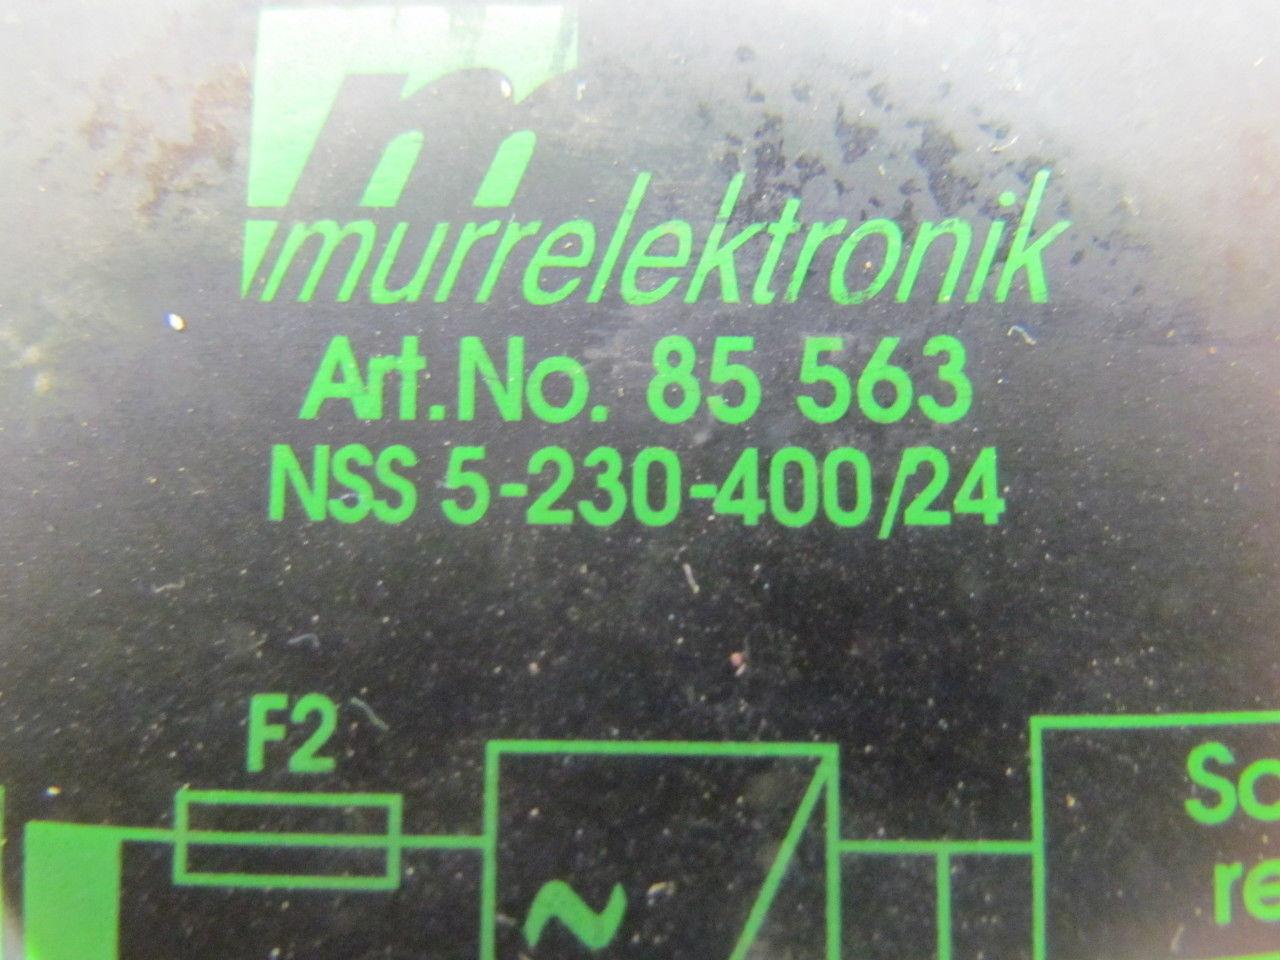 murrelektronik
Art.No. 85 563
NSS 5-230-400/24
F2
~